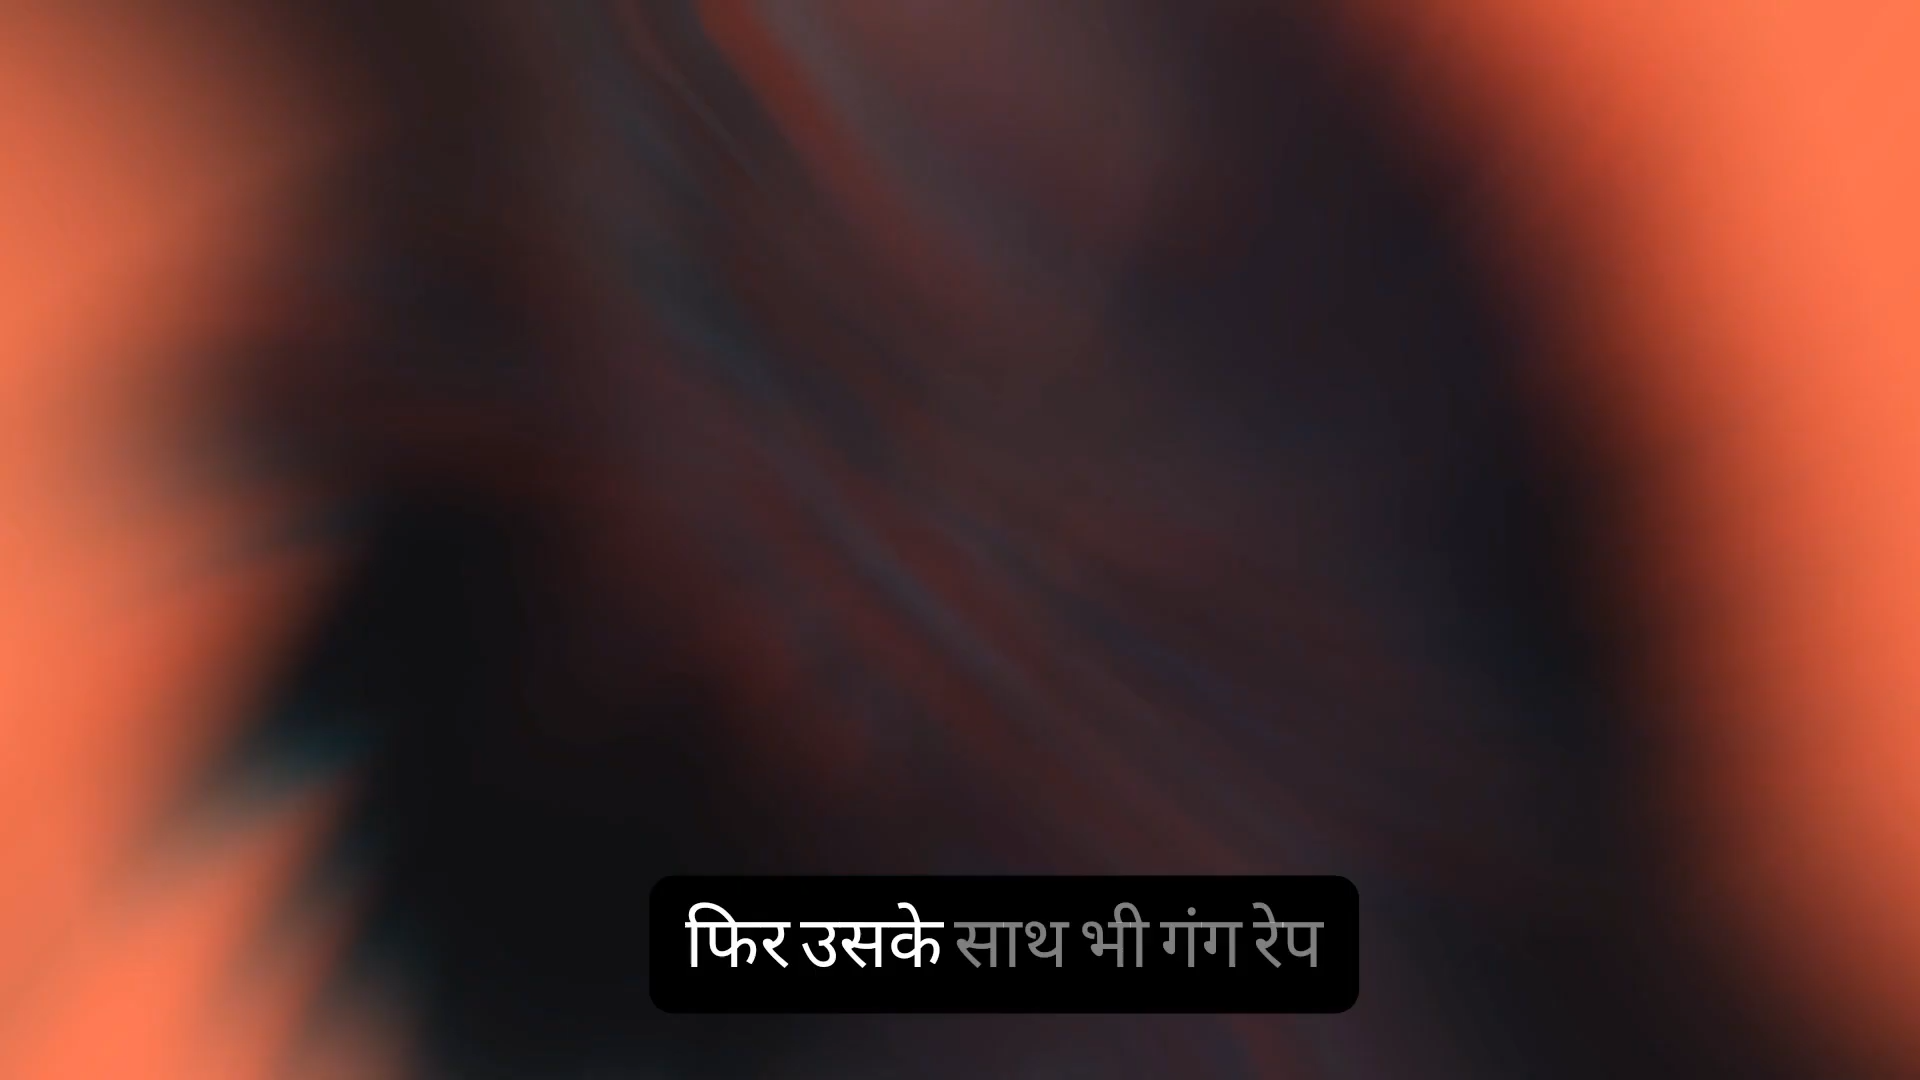 फिर उसके साथ भी गंग रेप